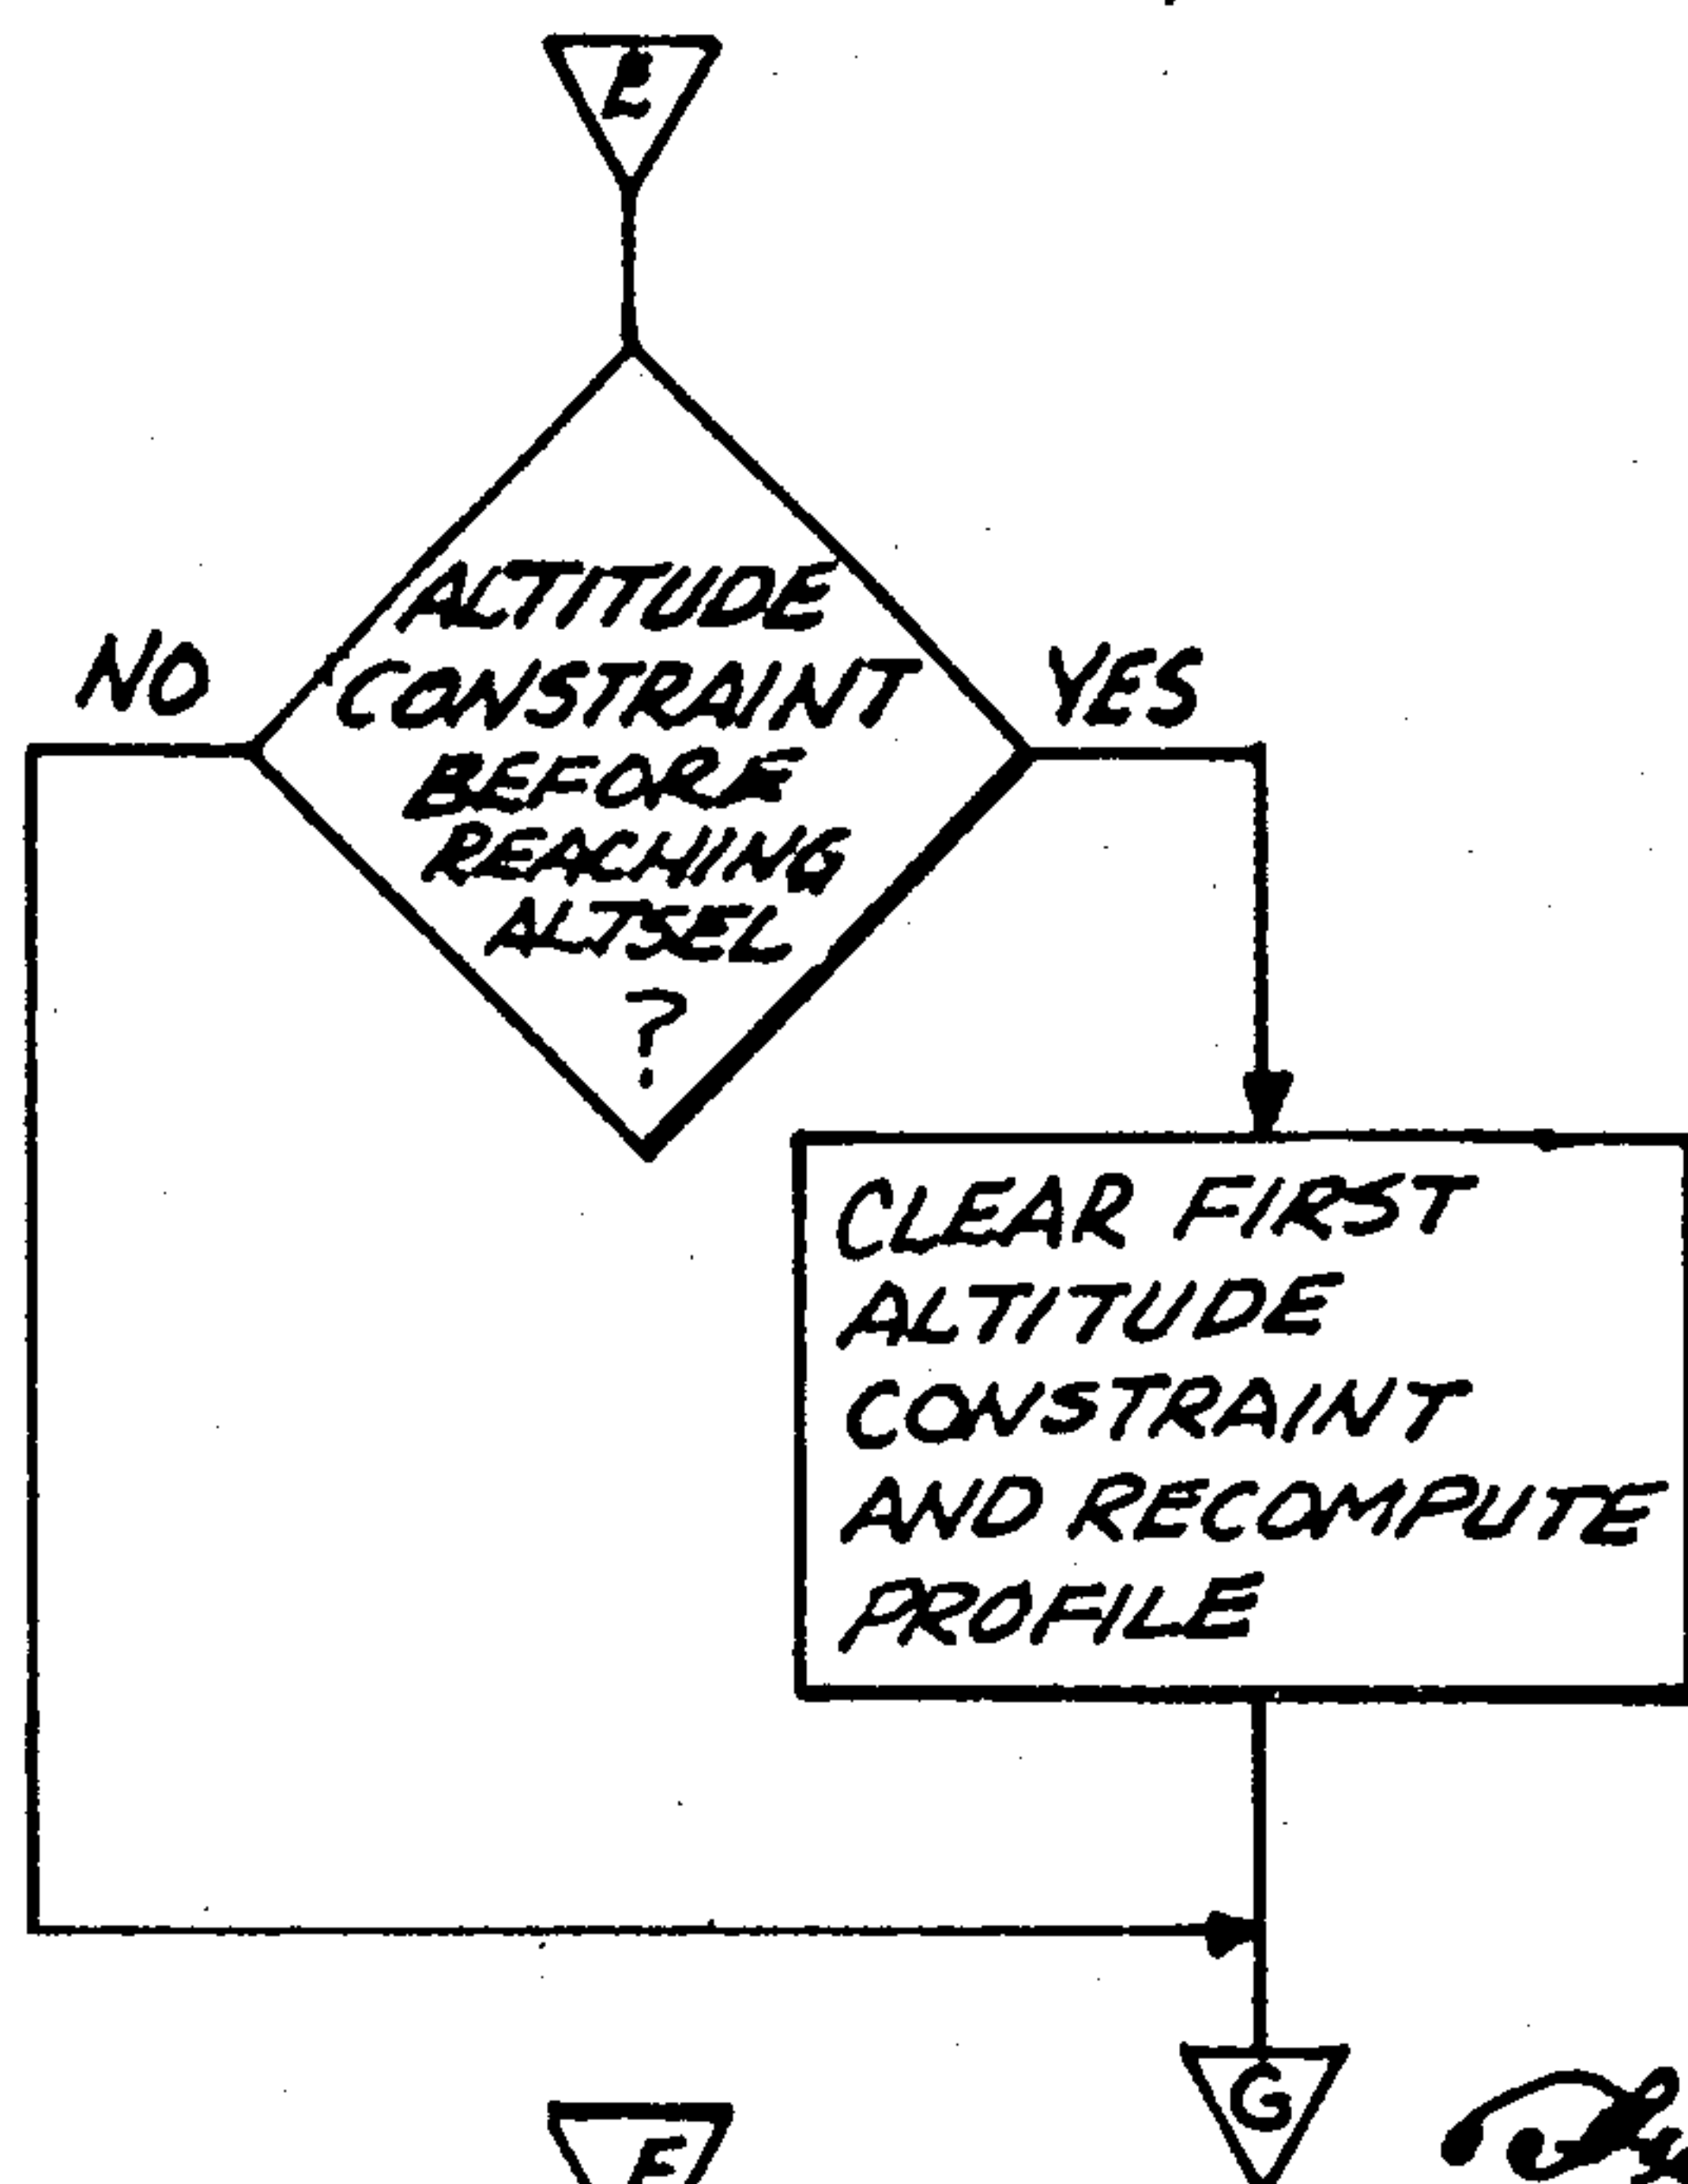 E
ALTITUDE
CONSTRAINT
BEFORE
REACHING
ALTSEL
?
NO
YES
CLEAR FIRST
ALTITUDE
CONSTRAINT
AND RECOMPUTE
PROFILE
G
F